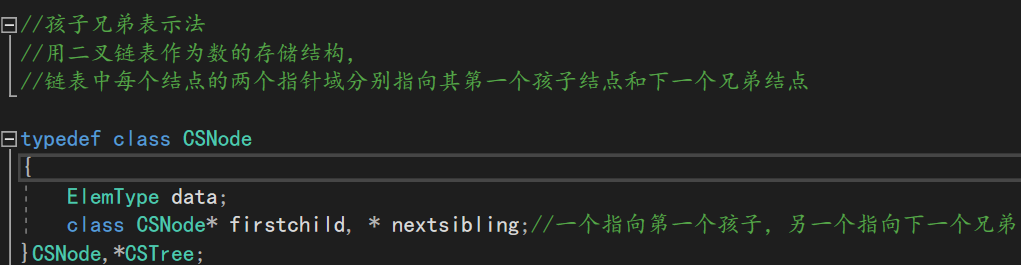 //孩子兄弟表示法
//用二叉链表作为数的存储结构,
//链表中每个结点的两个指针域分别指向其第一个孩子结点和下一个兄弟结点
typedef class CSNode
{
ElemType data;
class CSNode* firstchild, * nextsibling;//一个指向第一个孩子, 另一个指向下一个兄弟
}CSNode,*CSTree;